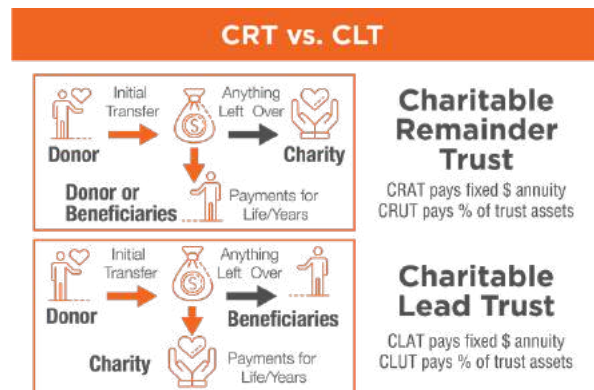 CRT vs. CLT
Initial
Transfer
Anything
Left Over
Donor
Charity
Donor or
Beneficiaries
Payments for
Life/Years
Charitable
Remainder
Trust
CRAT pays fixed $ annuity
CRUT pays % of trust assets
Initial
Transfer
Anything
Left Over
Donor
Beneficiaries
Charity
Payments for
Life/Years
Charitable
Lead Trust
CLAT pays fixed $ annuity
CLUT pays % of trust assets